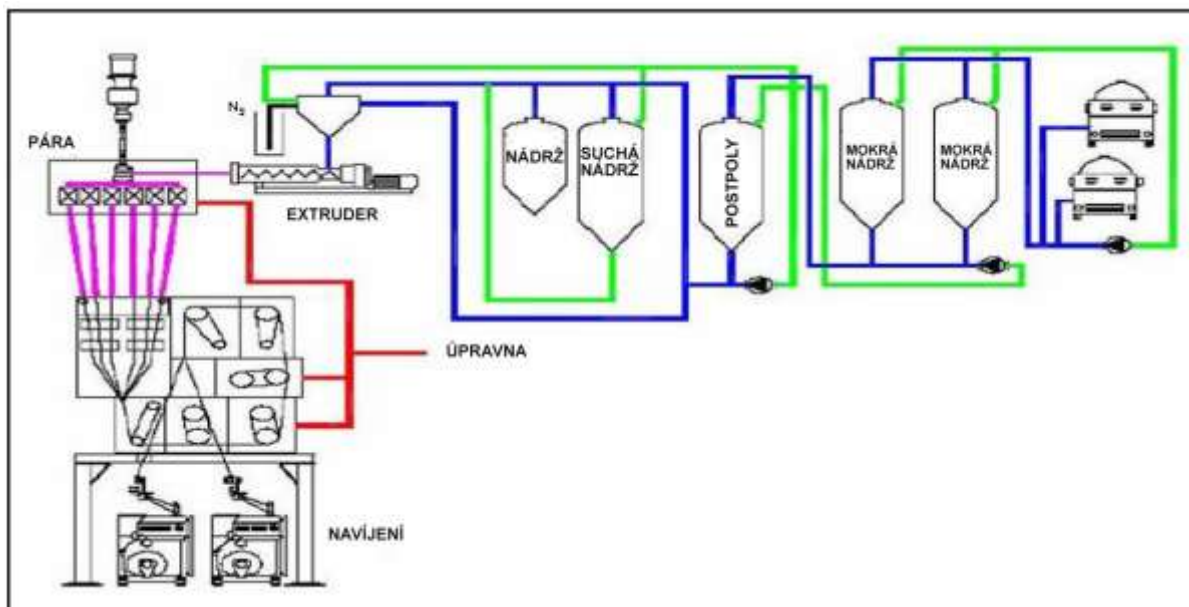 N2
PÁRA
EXTRUDER
NÁDRŽ
SUCHÁ
NÁDRŽ
POSTPOLY
MOKRÁ
NÁDRŽ
MOKRÁ
NÁDRŽ
ÚPRAVNA
NAVÍJENÍ